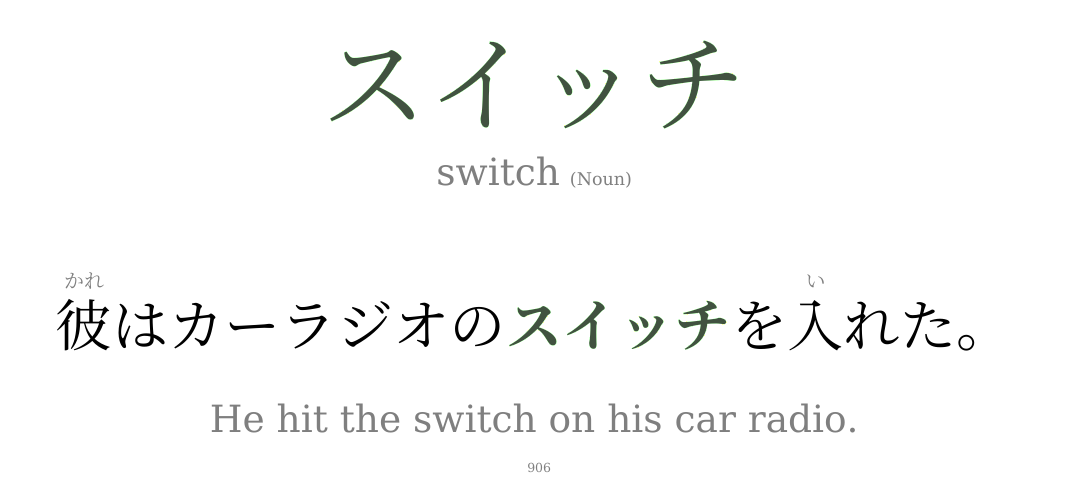 スイッチ
switch (Noun)
かれ い
彼はカーラジオのスイッチを入れた。
He hit the switch on his car radio.
906